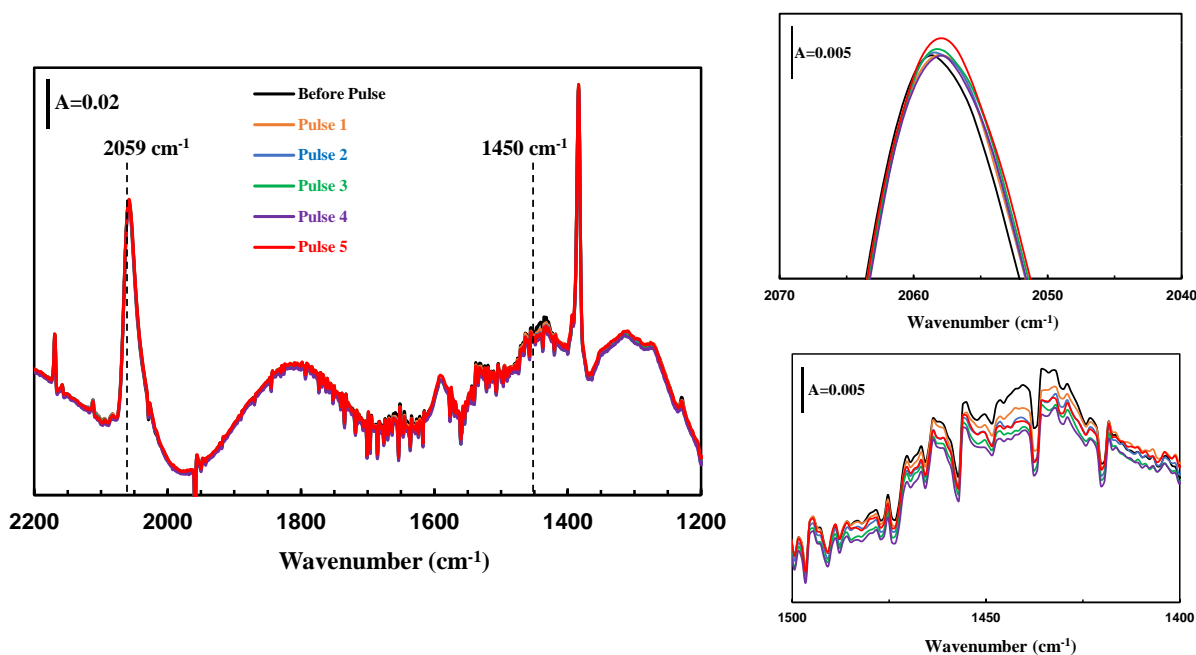 A=0.02
2059 cm-1
1450 cm-1
Before Pulse
Pulse 1
Pulse 2
Pulse 3
Pulse 4
Pulse 5
2200 2000 1800 1600 1400 1200
Wavenumber (cm-1)
A=0.005
2070 2060 2050 2040
Wavenumber (cm-1)
A=0.005
1500 1450 1400
Wavenumber (cm-1)